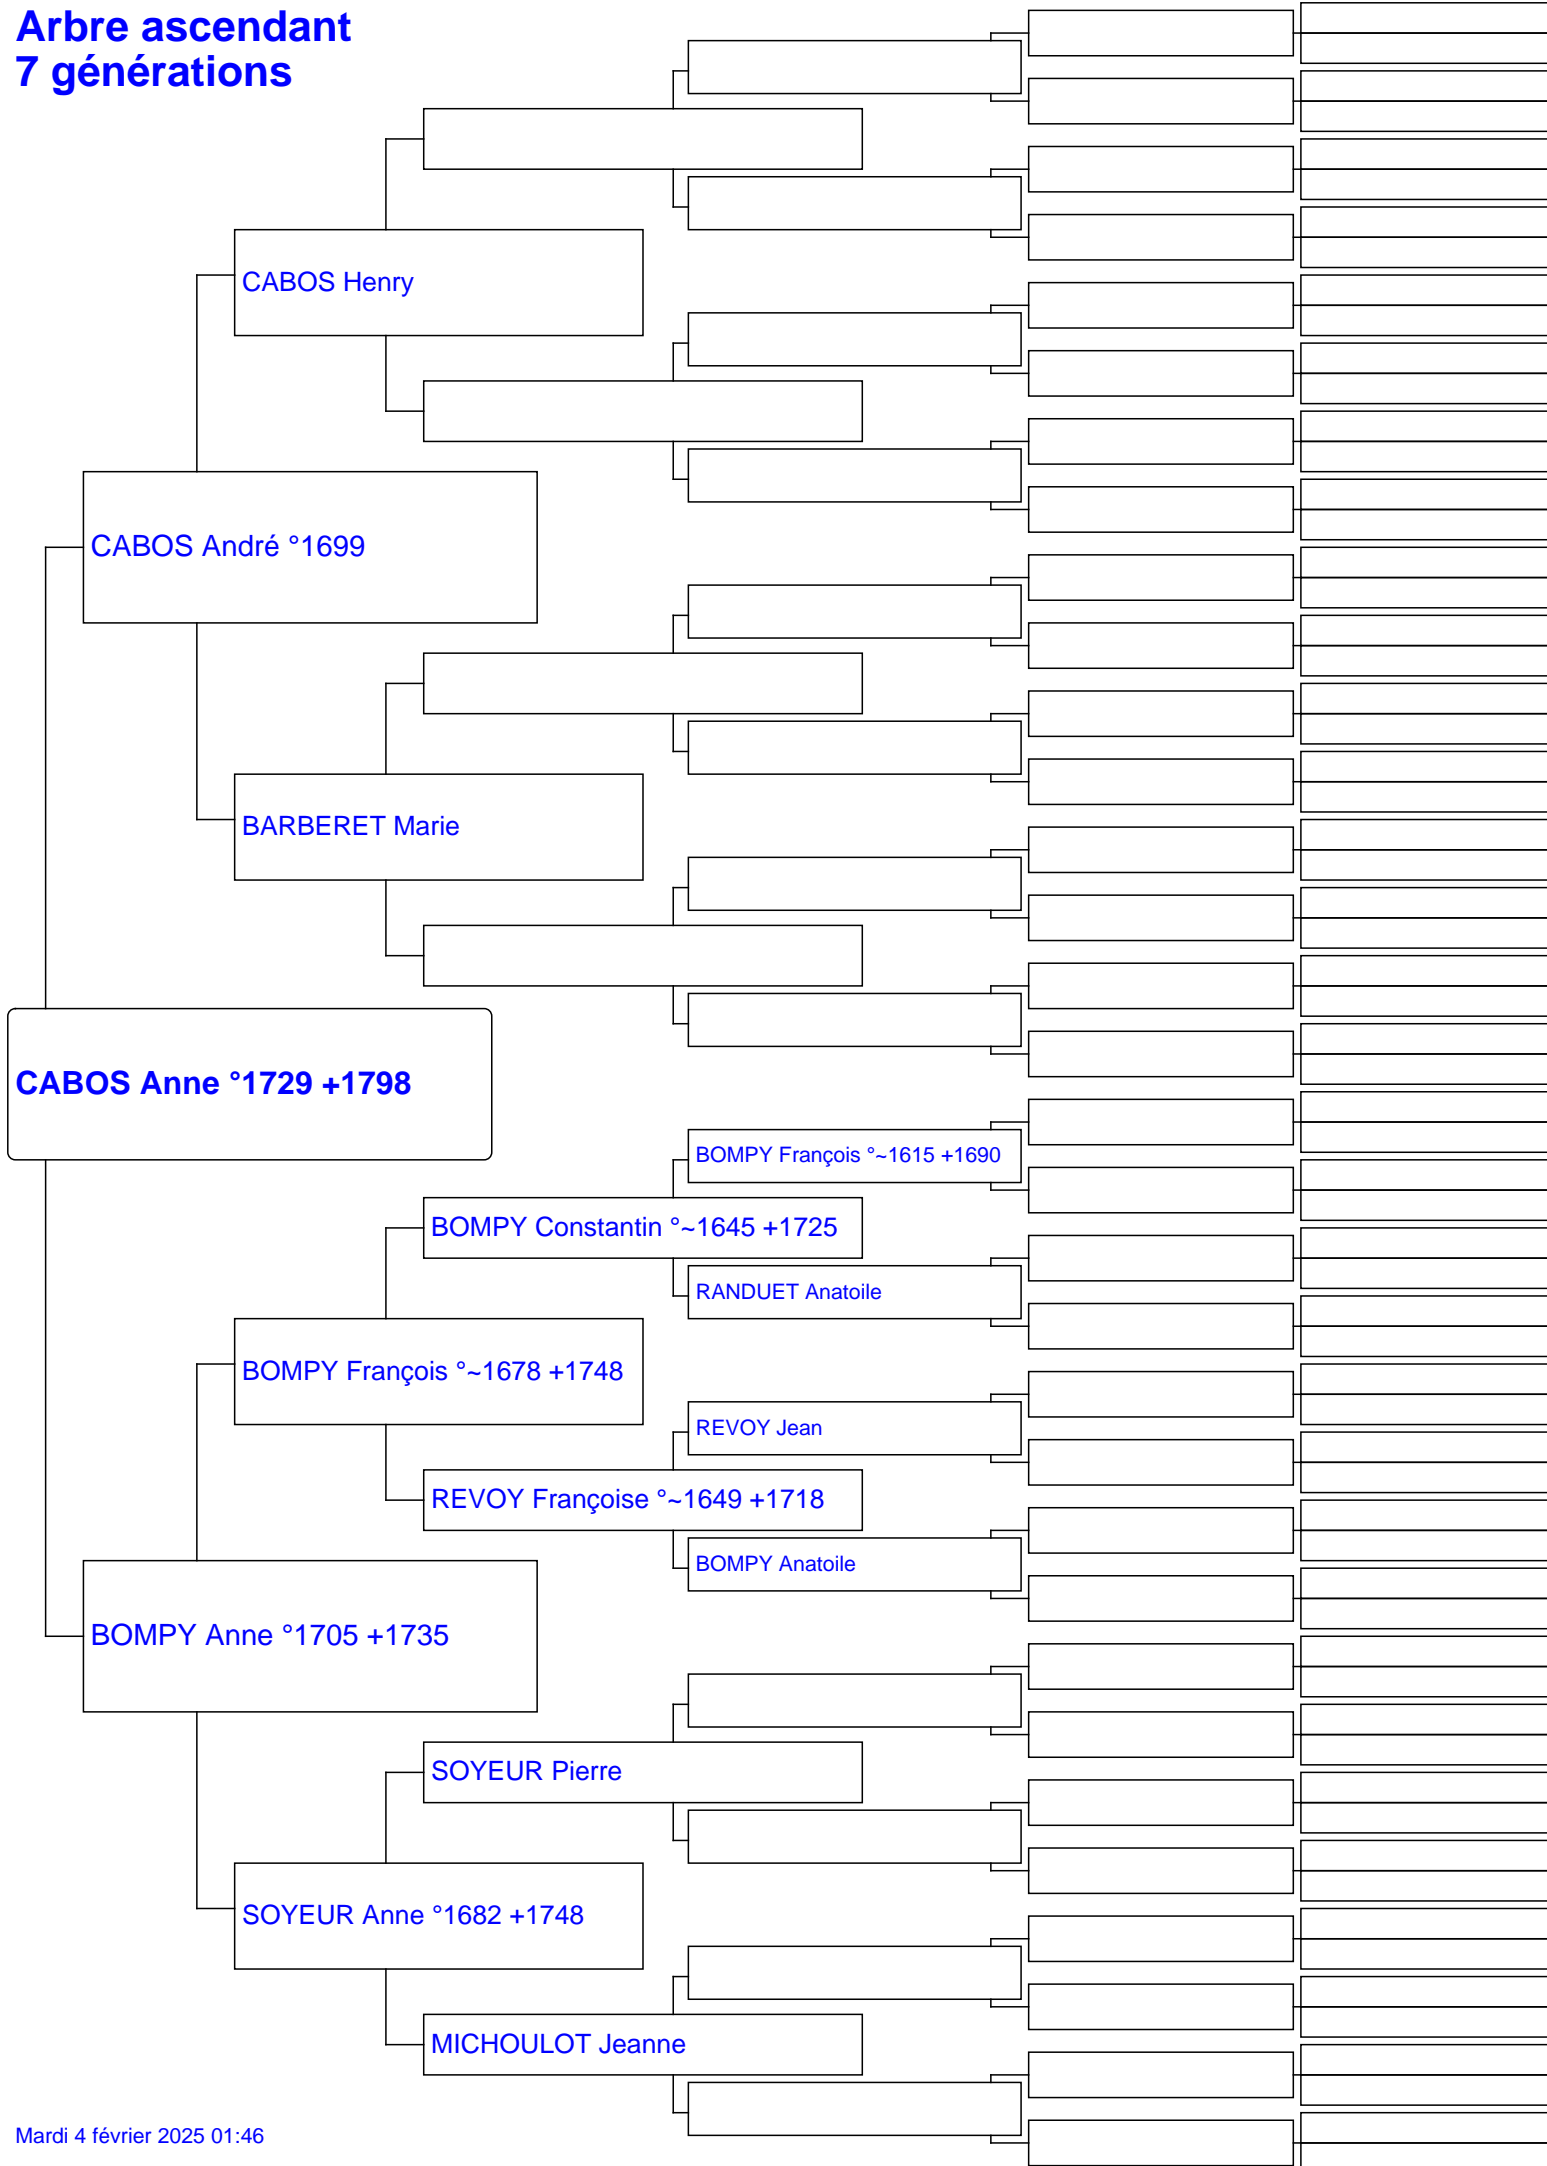 Arbre ascendant
7 générations
CABOS Henry
CABOS André °1699
BARBERET Marie
CABOS Anne °1729 +1798
BOMPY François °~1615 +1690
BOMPY Constantin °~1645 +1725
RANDUET Anatoile
BOMPY François °~1678 +1748
REVOY Jean
REVOY Françoise °~1649 +1718
BOMPY Anatoile
BOMPY Anne °1705 +1735
SOYEUR Pierre
SOYEUR Anne °1682 +1748
MICHOULOT Jeanne
Mardi 4 février 2025 01:46